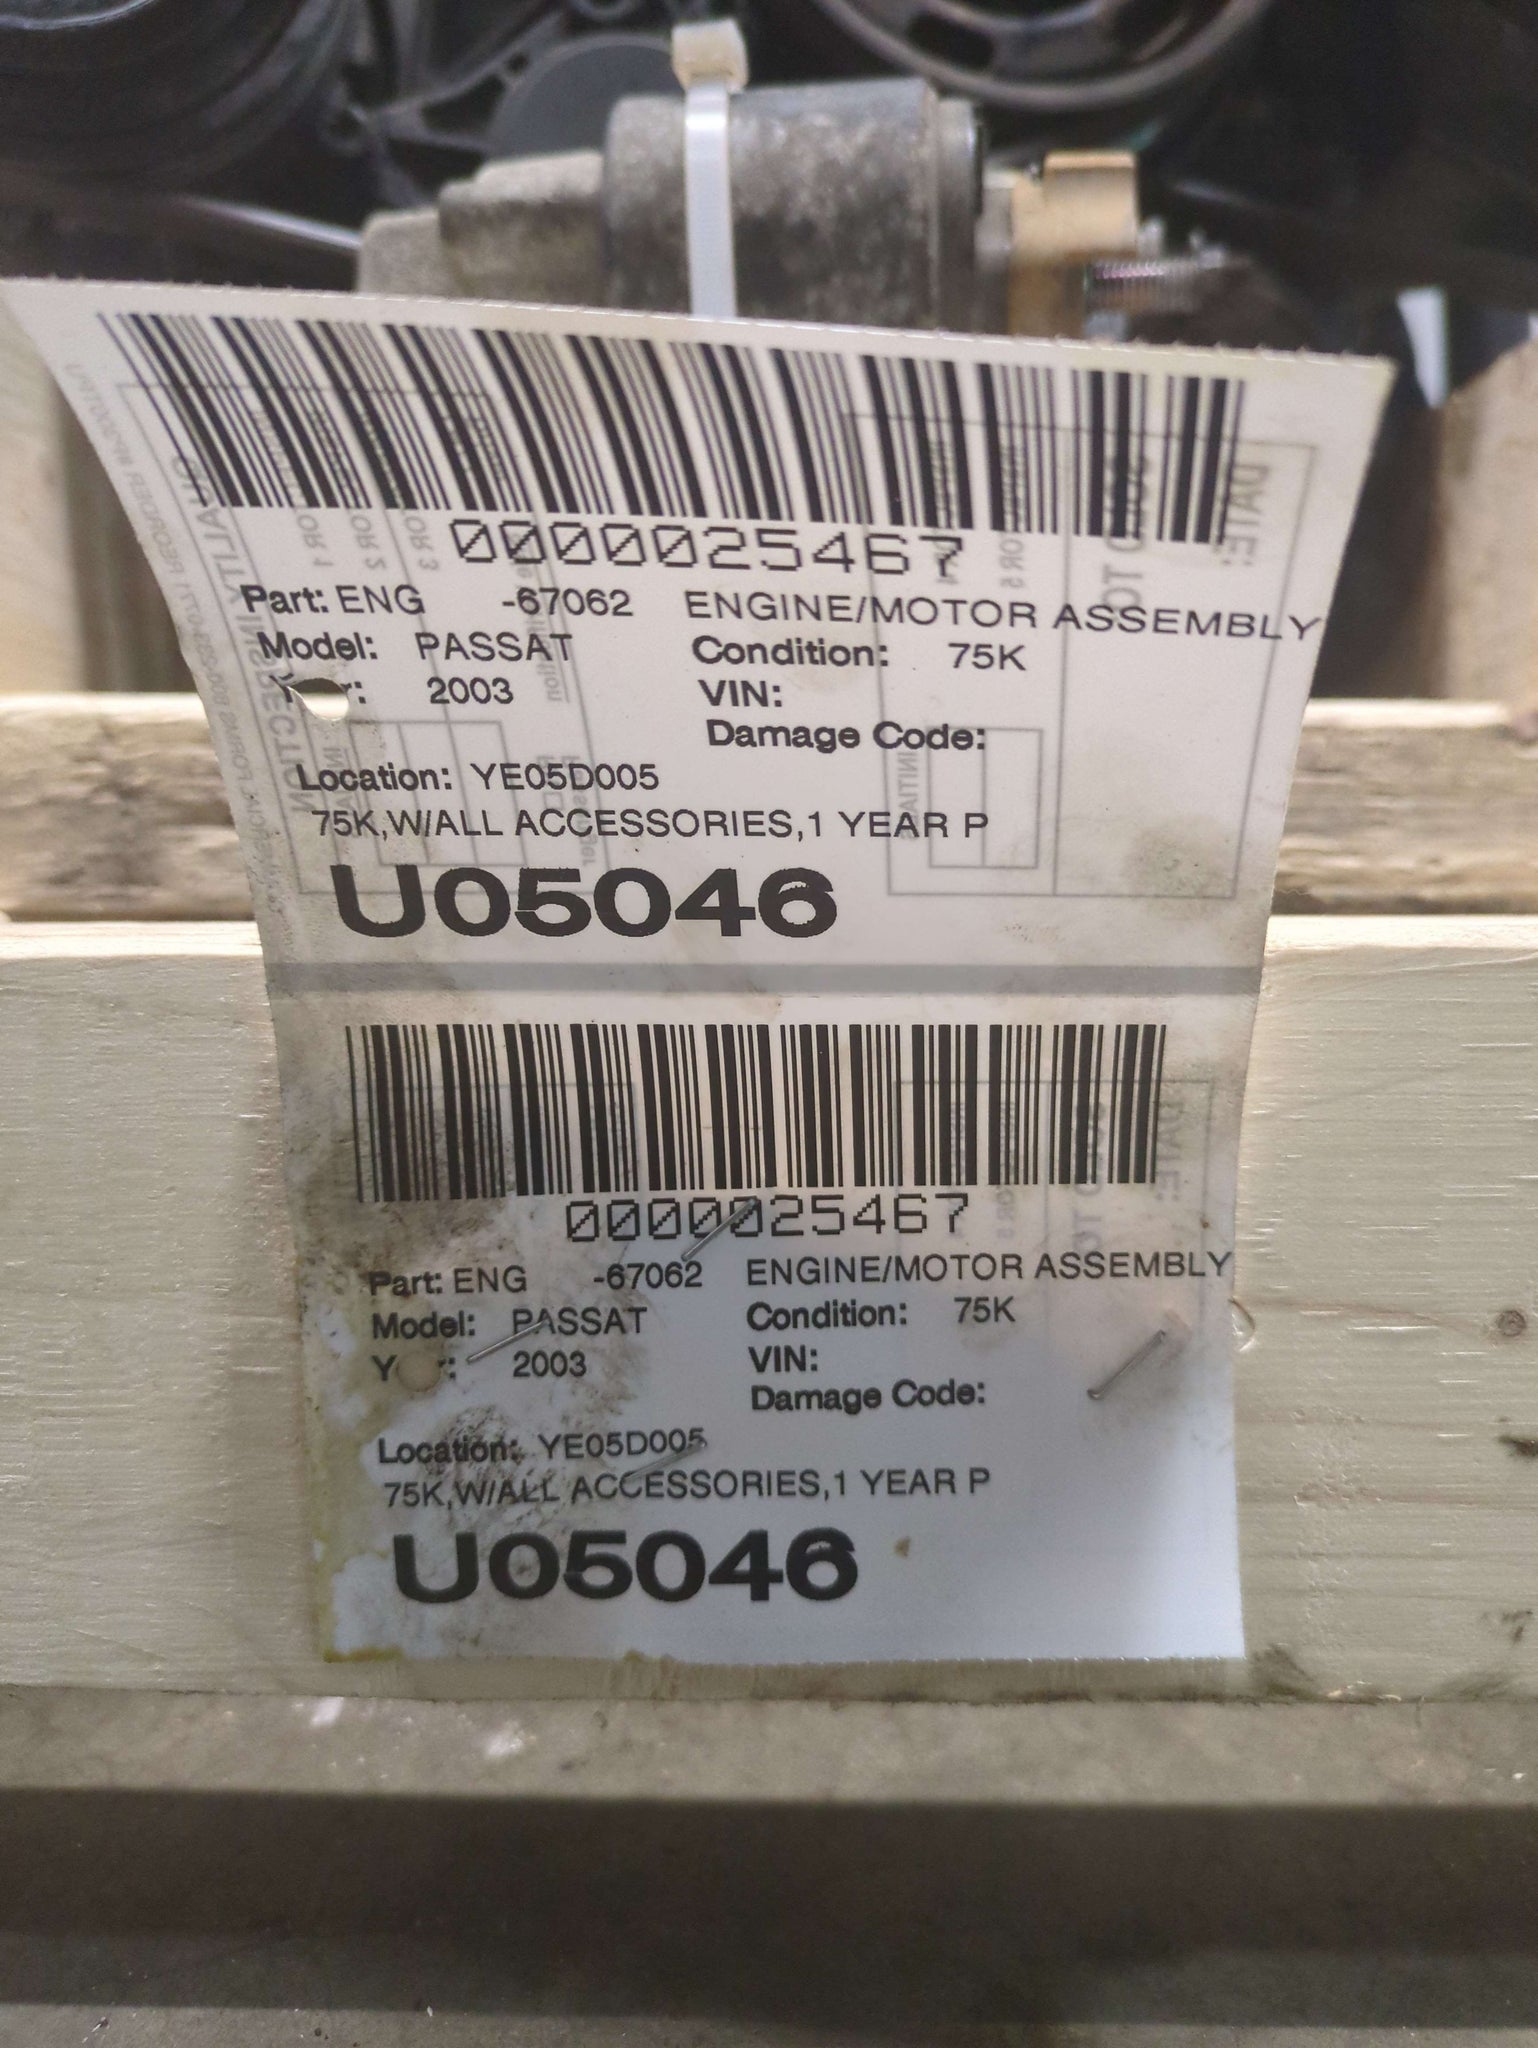 0000025467
Part: ENG -67062 ENGINE/MOTOR ASSEMBLY
Model: PASSAT Condition: 75K
Y r: 2003 VIN:
Damage Code:
Location: YE05D005
75K,W/ALL ACCESSORIES,1 YEAR P
U05046
0000025467
Part: ENG -67062 ENGINE/MOTOR ASSEMBLY
Model: PASSAT Condition: 75K
Y r: 2003 VIN:
Damage Code:
Location: YE05D005
75K,W/ALL ACCESSORIES,1 YEAR P
U05046